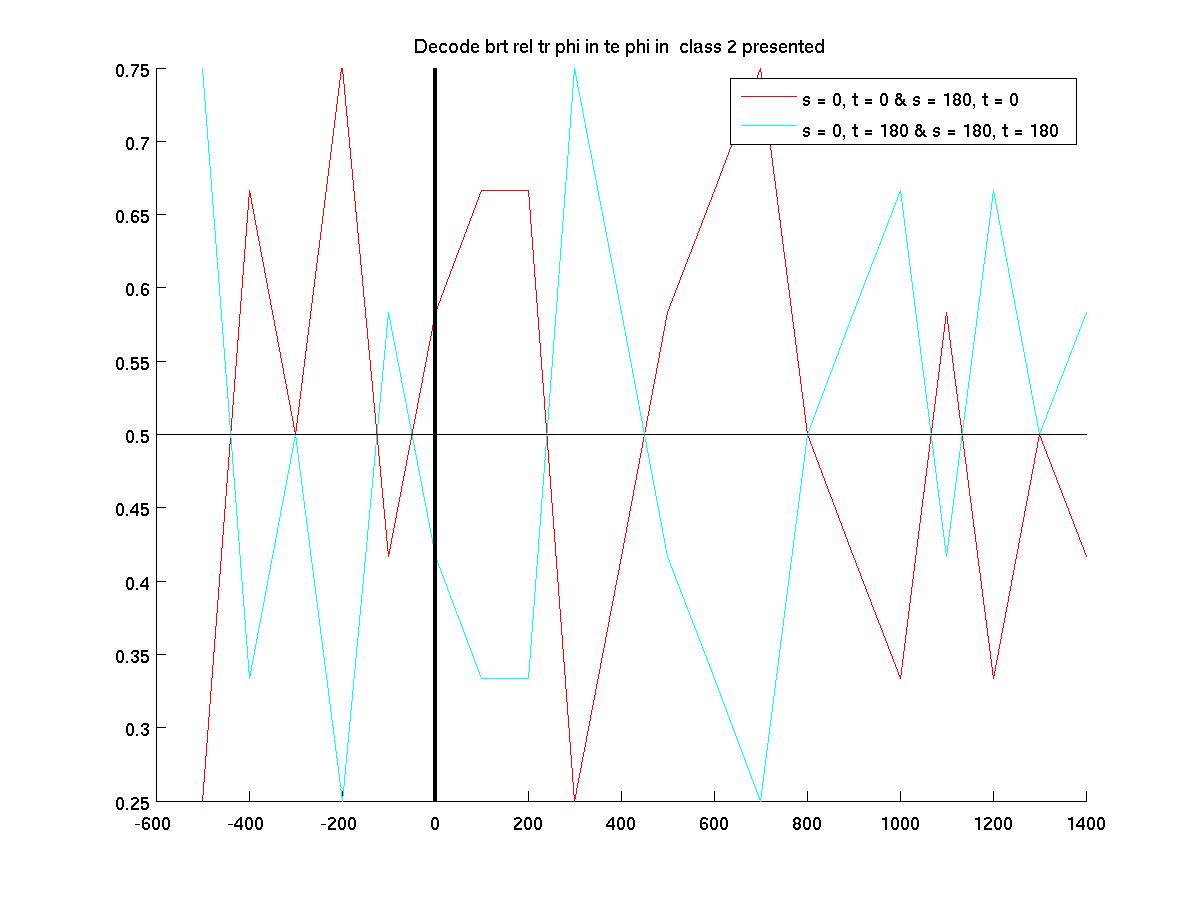 Decode brt rel tr phi in te phi in  class 2 presented
s = 0, t = 0 & s = 180, t = 0
s = 0, t = 180 & s = 180, t = 180
0.75
0.7
0.65
0.6
0.55
0.5
0.45
0.4
0.35
0.3
0.25
-600 -400 -200 0 200 400 600 800 1000 1200 1400